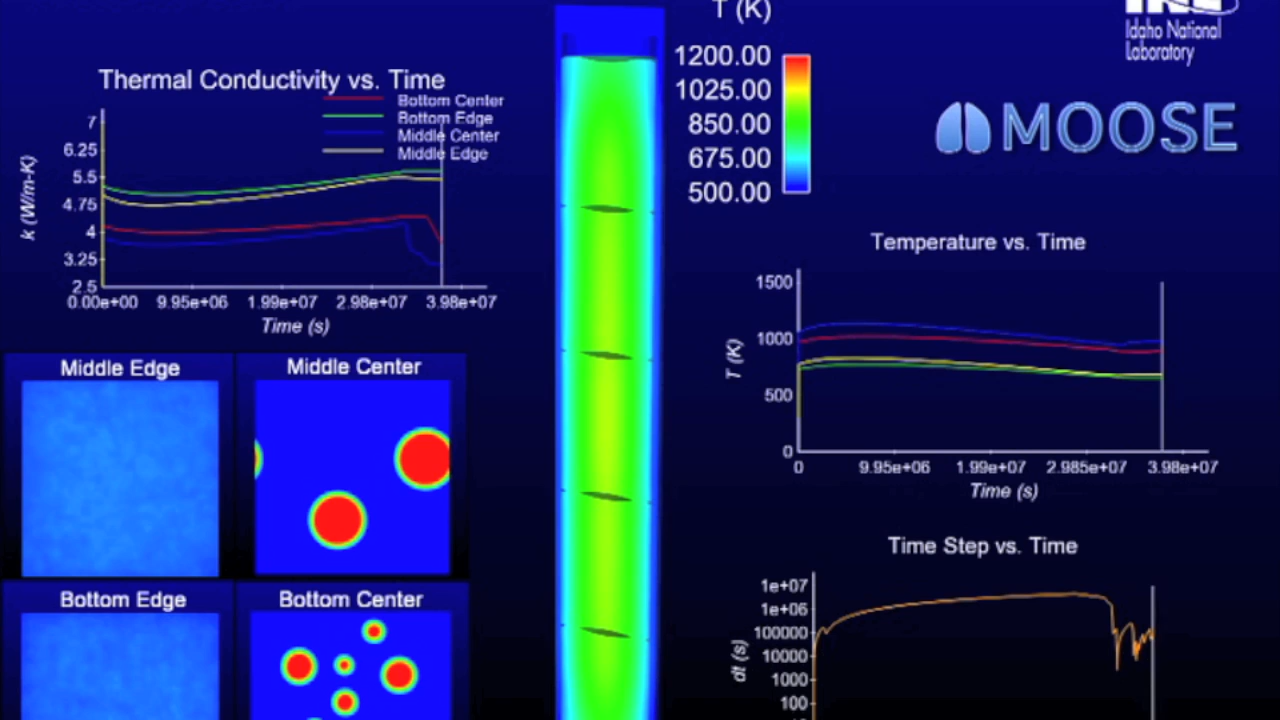 T (K)
1200.00
1025.00
850.00
675.00
500.00
Idaho National
Laboratory
MOOSE
Thermal Conductivity vs. Time
Bottom Center
Bottom Edge
Middle Center
Middle Edge
7
6.25
5.5
4.75
4
3.25
2.5
k (W/m-K)
0.00e+00 9.95e+06 1.99e+07 2.98e+07 3.98e+07
Time (s)
Temperature vs. Time
1500
1000
500
0
T (K)
0 9.95e+06 1.99e+07 2.985e+07 3.98e+07
Time (s)
Middle Edge
Middle Center
Bottom Edge
Bottom Center
Time Step vs. Time
1e+07
1e+06
100000
10000
1000
100
dt (s)